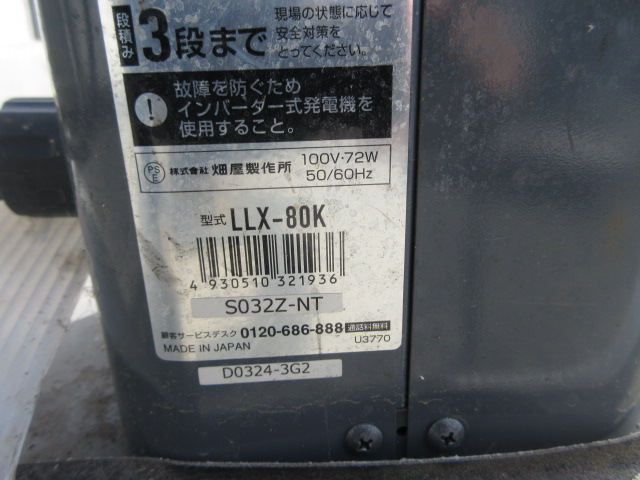 段積み
3段まで
現場の状態に応じて
安全対策を
とってください。
故障を防ぐため
インバーター式発電機を
使用すること。
PS
E
株式会社 畑屋製作所
100V・72W
50/60Hz
型式 LLX-80K
4 930510 321936
S032Z-NT
顧客サービスデスク 0120-686-888 通話料無料
MADE IN JAPAN
U3770
D0324-3G2